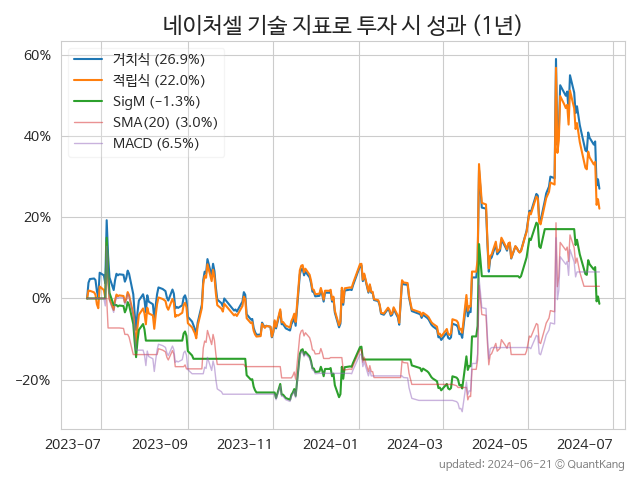 네이처셀 기술 지표로 투자 시 성과 (1년)
60%
40%
20%
0%
−20%
거치식 (26.9%)
적립식 (22.0%)
SigM (−1.3%)
SMA(20) (3.0%)
MACD (6.5%)
2023-07 2023-09 2023-11 2024-01 2024-03 2024-05 2024-07
updated: 2024-06-21 © QuantKang